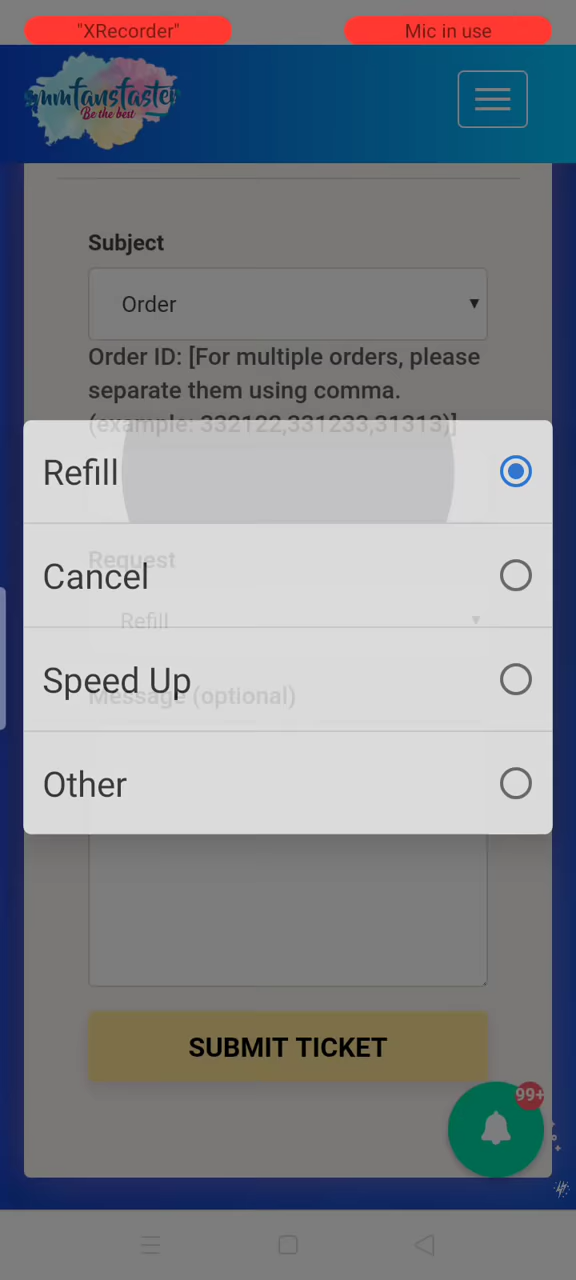 "XRecorder"
Mic in use
smmfansfaster
Be the best
Subject
Order
Order ID: [For multiple orders, please
separate them using comma.
(example: 332122,331233,31313)]
Refill
Request
Cancel
Refill
Speed Up
Message (optional)
Other
SUBMIT TICKET
99+